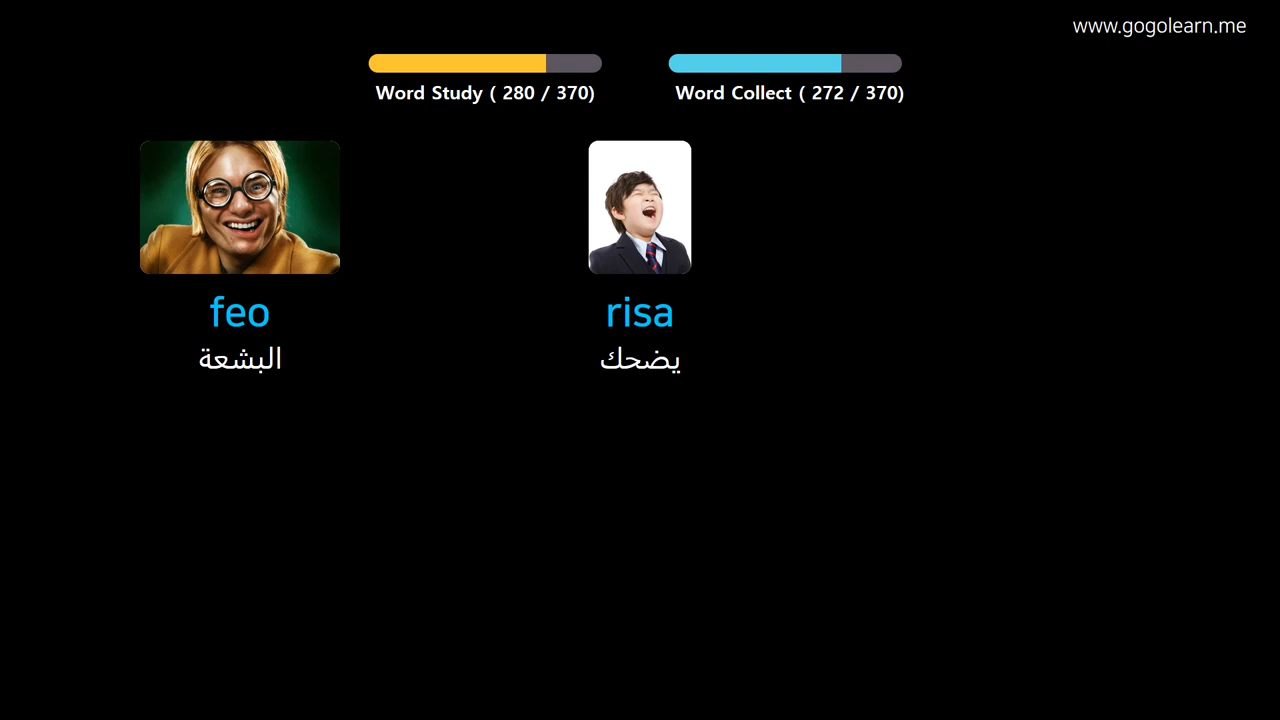 www.gogolearn.me
Word Study ( 280 / 370)
Word Collect ( 272 / 370)
feo
البشعة
risa
يضحك